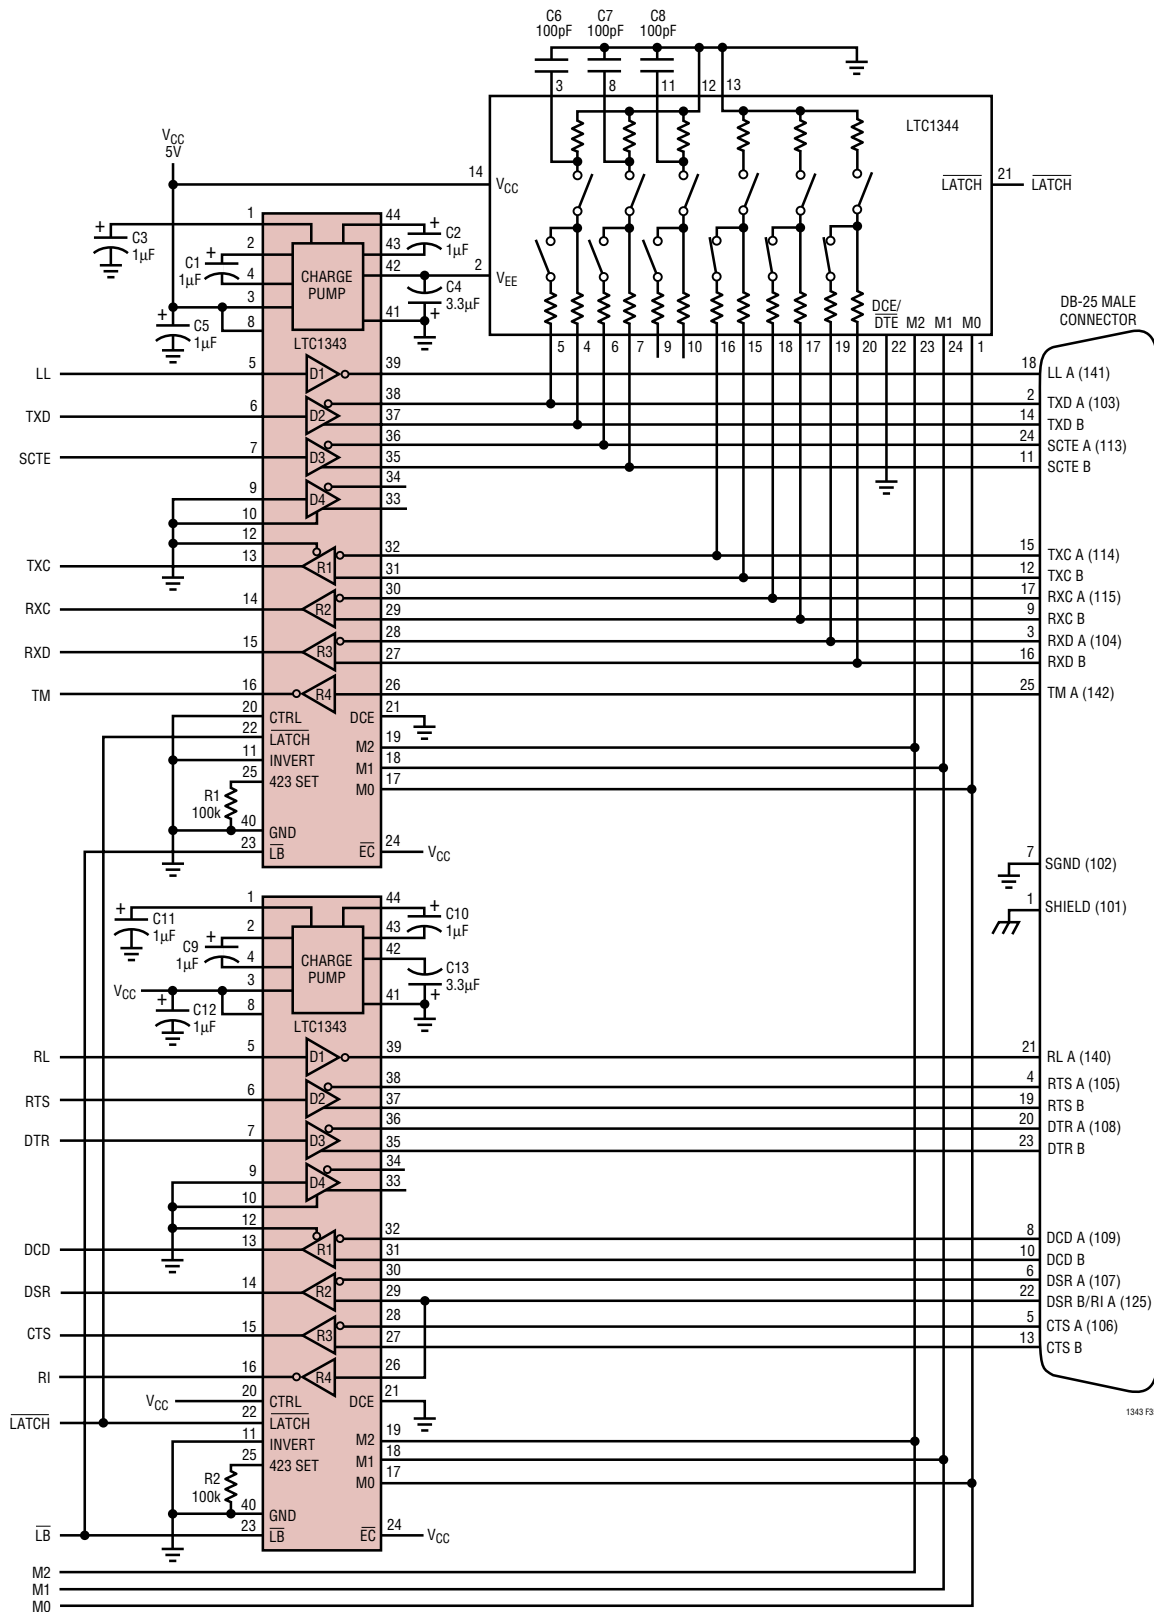 C6 C7 C8
100pF 100pF 100pF
3 8 11 12 13
LTC1344
VCC
5V
14 VCC LATCH 21 LATCH
1 44
C3
1µF
+ C2
1µF
+
2 43
C1
1µF
+
4 CHARGE
PUMP
42 2 VEE
C4
3.3µF
+
3 41
C5
1µF
+
8
LTC1343
DCE/
DTE M2 M1 M0
5 4 6 7 9 10 16 15 18 17 19 20 22 23 24 1
DB-25 MALE
CONNECTOR
LL 5 D1 39 18 LL A (141)
TXD 6 D2 38 2 TXD A (103)
37 14 TXD B
SCTE 7 D3 36 24 SCTE A (113)
35 11 SCTE B
9 D4 34
10 33
12 32 15 TXC A (114)
TXC 13 R1 31 12 TXC B
RXC 14 R2 30 17 RXC A (115)
29 9 RXC B
RXD 15 R3 28 3 RXD A (104)
27 16 RXD B
TM 16 R4 26 25 TM A (142)
20 CTRL DCE 21
22 LATCH M2 19
11 INVERT M1 18
25 423 SET M0 17
R1
100k
40 GND
23 LB EC 24 VCC
7 SGND (102)
1 SHIELD (101)
1 44
C11
1µF
+ C10
1µF
+
2 43
C9
1µF
+
4 CHARGE
PUMP
42
C13
3.3µF
+
VCC 3 41
C12
1µF
+
8
LTC1343
RL 5 D1 39 21 RL A (140)
RTS 6 D2 38 4 RTS A (105)
37 19 RTS B
DTR 7 D3 36 20 DTR A (108)
35 23 DTR B
9 D4 34
10 33
12 32 8 DCD A (109)
DCD 13 R1 31 10 DCD B
DSR 14 R2 30 6 DSR A (107)
29 22 DSR B/RI A (125)
CTS 15 R3 28 5 CTS A (106)
27 13 CTS B
RI 16 R4 26
VCC 20 CTRL DCE 21
1343 F3
LATCH 22 LATCH
11 INVERT M2 19
25 423 SET M1 18
M0 17
R2
100k
40 GND
LB 23 LB EC 24 VCC
M2
M1
M0